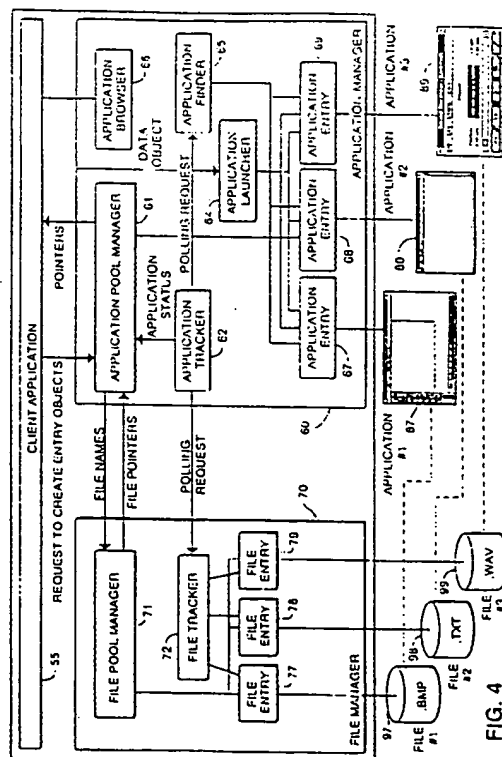 CLIENT APPLICATION
55
REQUEST TO CREATE ENTRY OBJECTS
POINTERS
FILE NAMES
FILE POINTERS
FILE POOL MANAGER
71
APPLICATION POOL MANAGER
61
APPLICATION BROWSER
66
APPLICATION STATUS
DATA OBJECT
POLLING REQUEST
POLLING REQUEST
FILE TRACKER
72
APPLICATION TRACKER
62
APPLICATION LAUNCHER
64
APPLICATION FINDER
65
FILE ENTRY
77
FILE ENTRY
78
FILE ENTRY
79
APPLICATION ENTRY
67
APPLICATION ENTRY
68
APPLICATION ENTRY
69
FILE MANAGER
70
60
APPLICATION MANAGER
APPLICATION #1
87
APPLICATION #2
APPLICATION #3
97
.BMP
FILE #1
98
.TXT
FILE #2
99
.WAV
FIG. 4